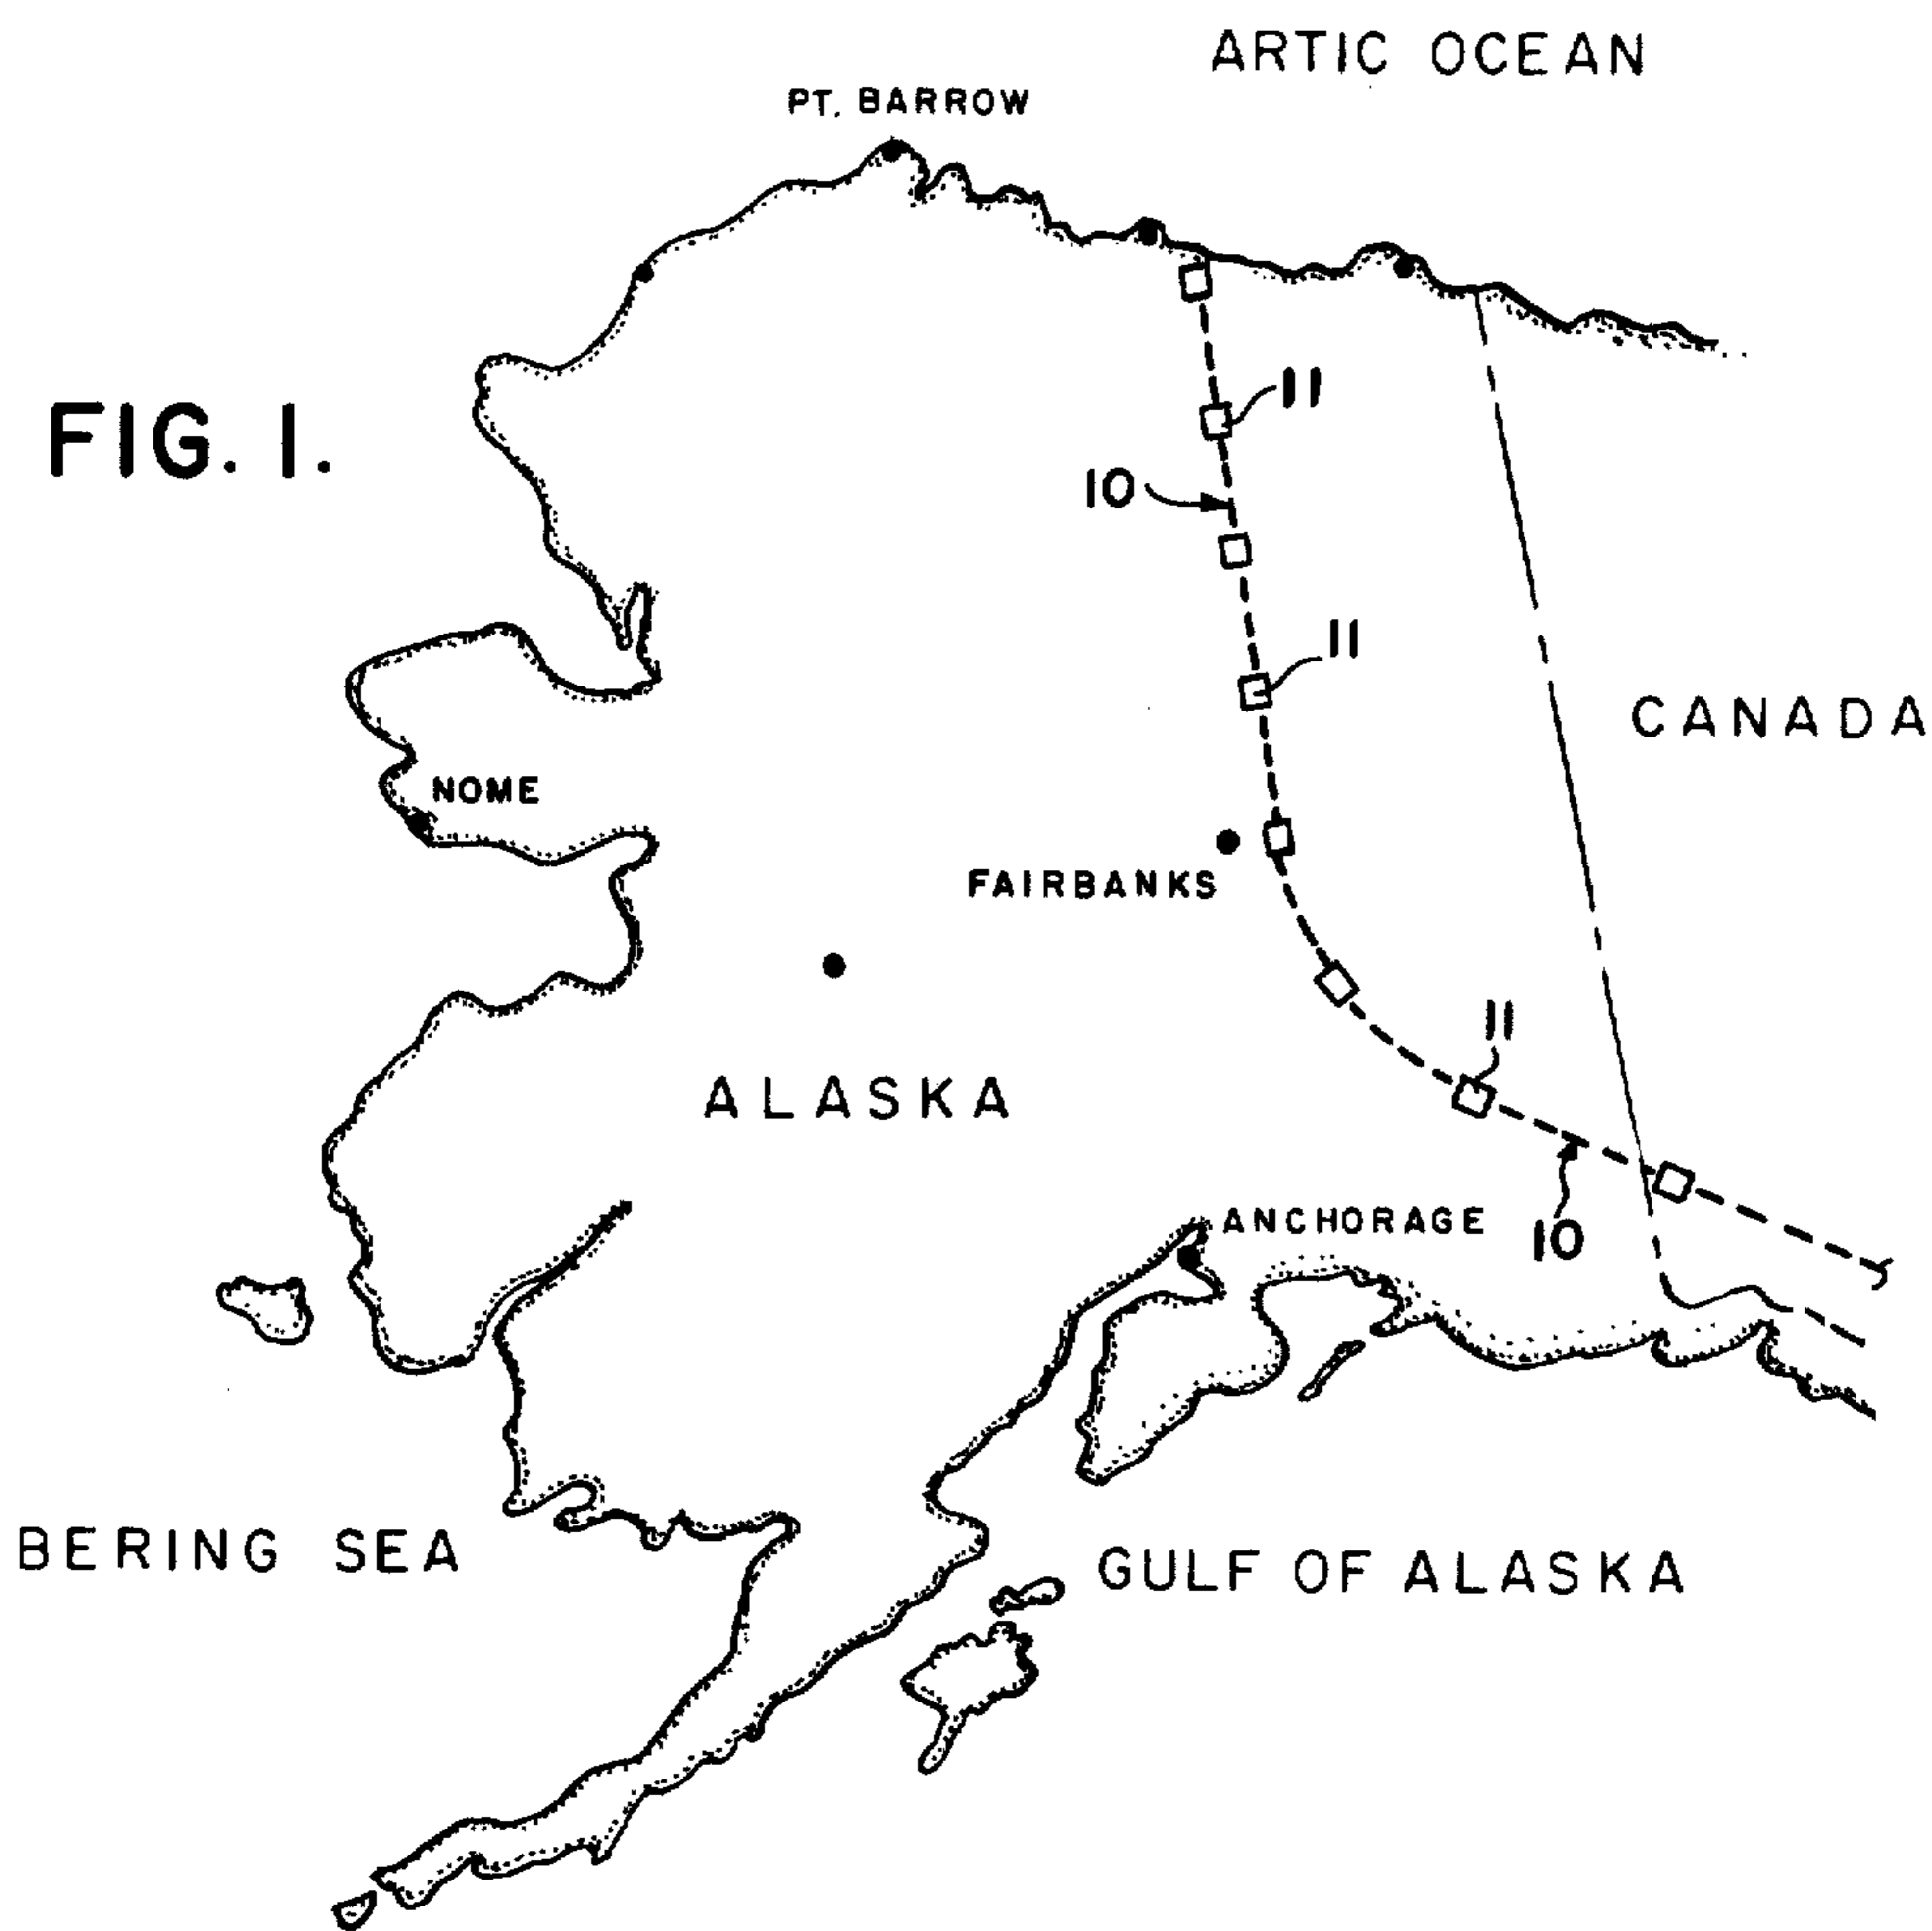 ARTIC OCEAN
PT. BARROW
11
FIG. 1.
10
11
CANADA
NOME
FAIRBANKS
11
ALASKA
ANCHORAGE
10
BERING SEA
GULF OF ALASKA